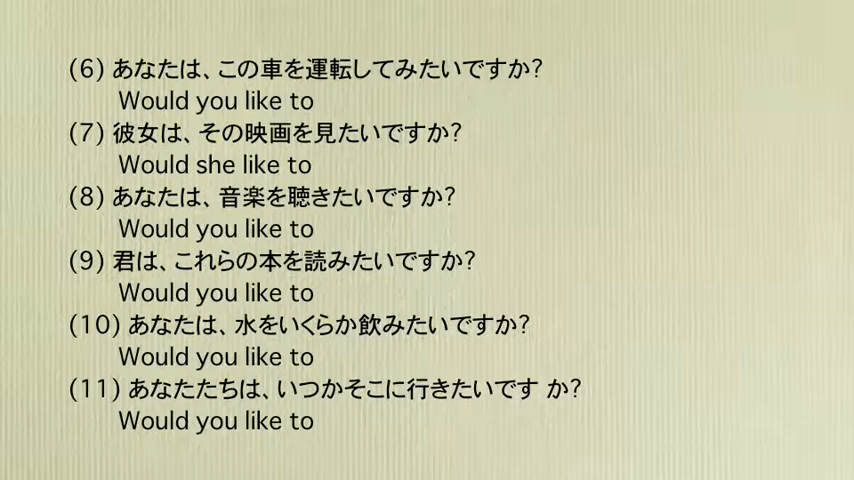 (6) あなたは、この車を運転してみたいですか?
Would you like to
(7) 彼女は、その映画を見たいですか?
Would she like to
(8) あなたは、音楽を聴きたいですか?
Would you like to
(9) 君は、これらの本を読みたいですか?
Would you like to
(10) あなたは、水をいくらか飲みたいですか?
Would you like to
(11) あなたたちは、いつかそこに行きたいです か?
Would you like to